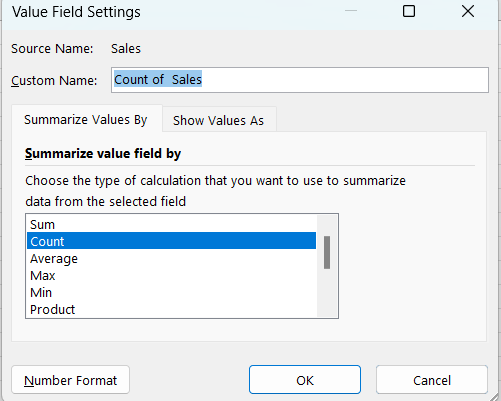 Value Field Settings
Source Name: Sales
Custom Name: Count of  Sales
Summarize Values By Show Values As
Summarize value field by
Choose the type of calculation that you want to use to summarize
data from the selected field
Sum
Count
Average
Max
Min
Product
Number Format OK Cancel